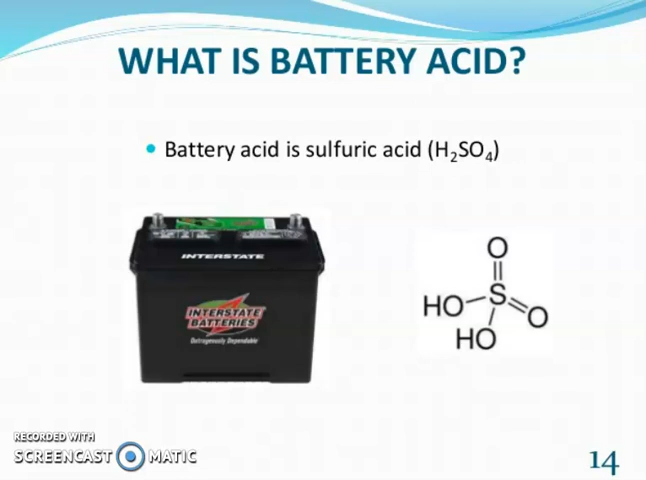 WHAT IS BATTERY ACID?
• Battery acid is sulfuric acid (H₂SO₄)
INTERSTATE
INTERSTATE
BATTERIES
Outrageously Dependable
O
S
O
HO
HO
RECORDED WITH
SCREENCAST MATIC
14